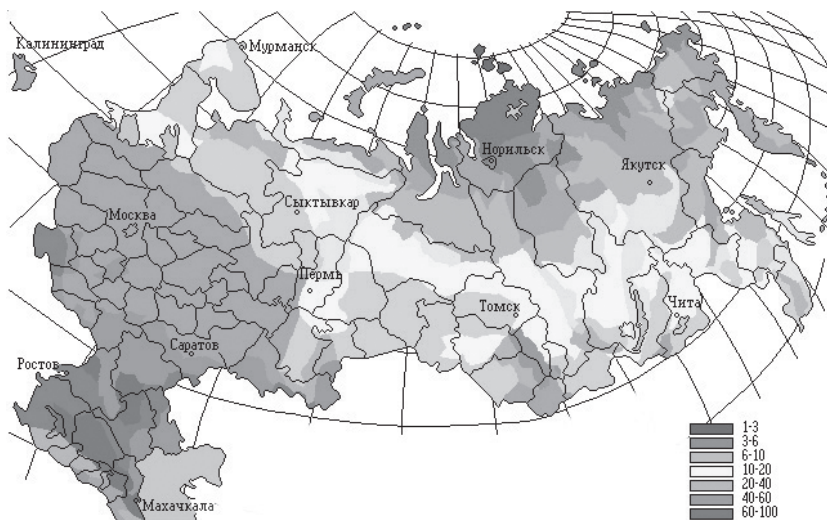 Калининград
Мурманск
Норильск
Якутск
Сыктывкар
Москва
Пермь
Томск
Чита
Саратов
Ростов
Махачкала
1-3
3-6
6-10
10-20
20-40
40-60
60-100